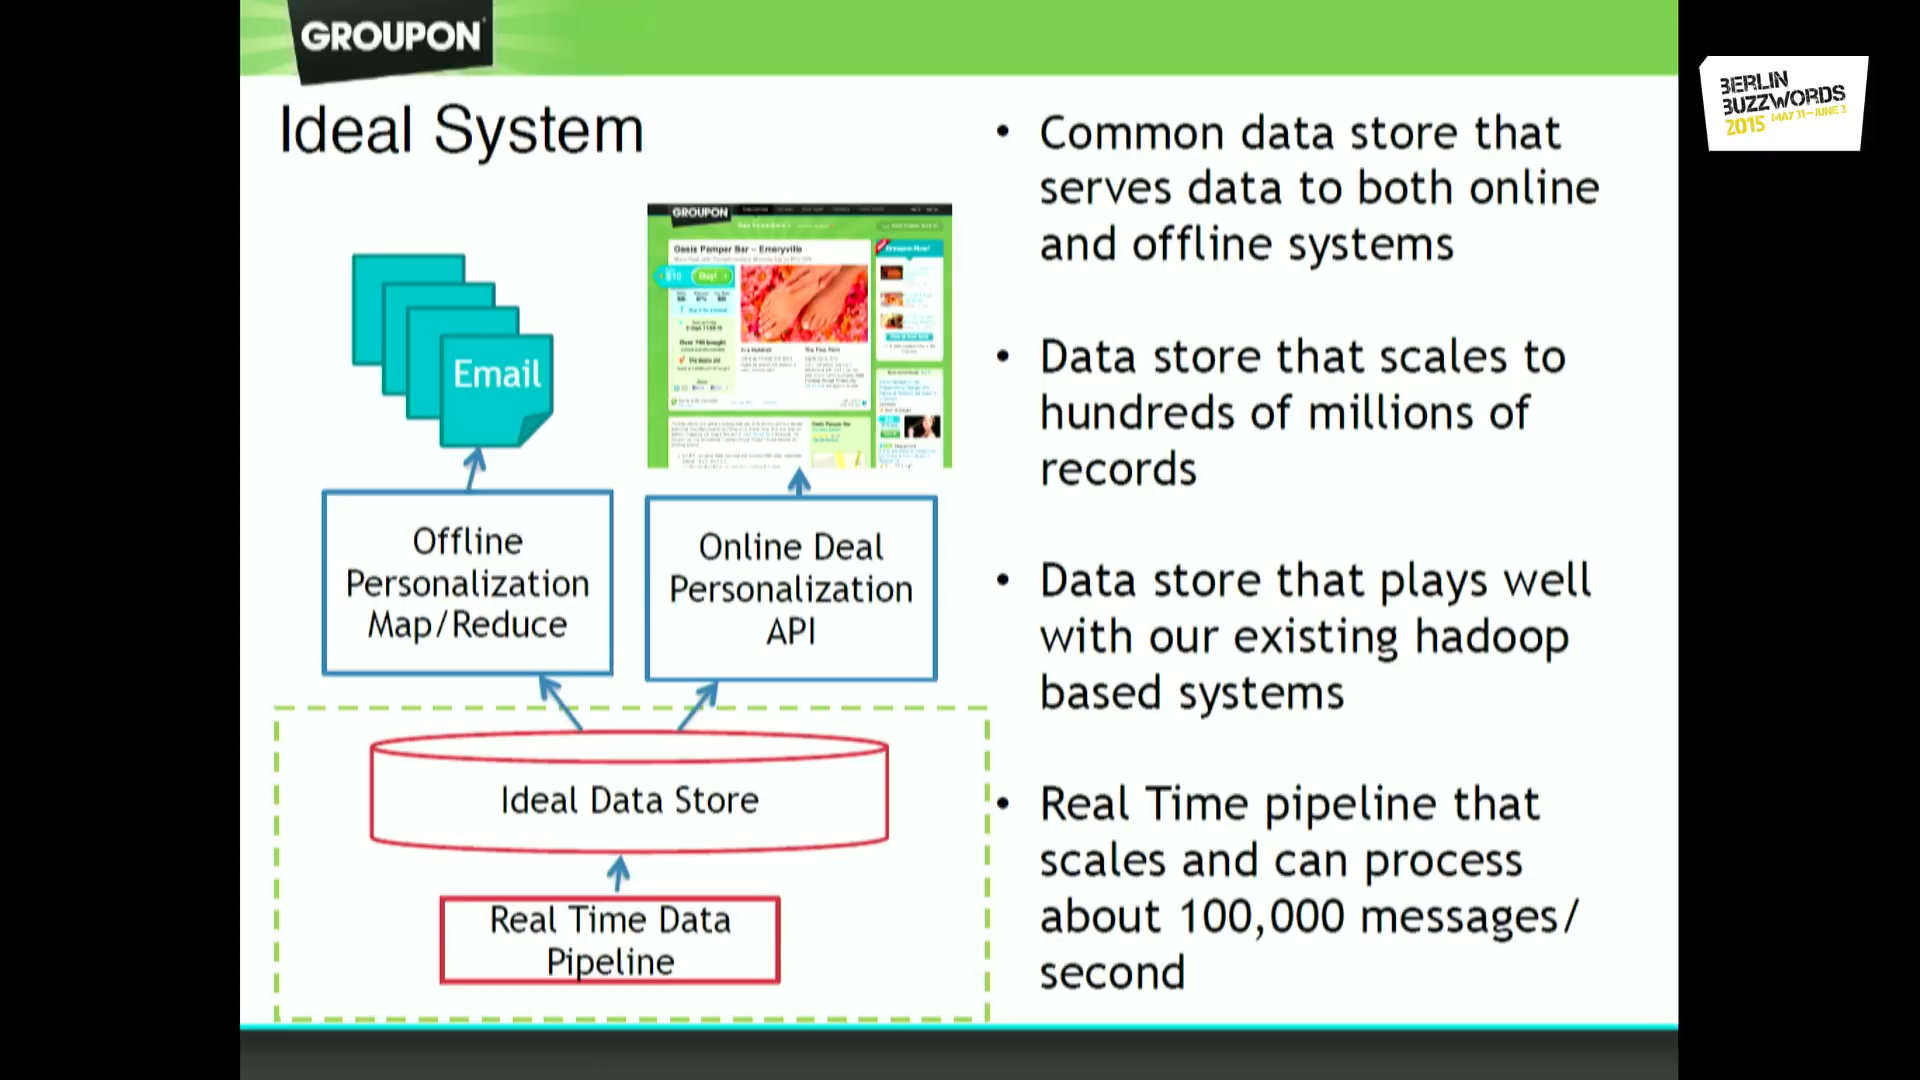 GROUPON
BERLIN
BUZZWORDS
2015 MAY 31-JUNE 3
Ideal System
Email
GROUPON
Oasis Pamper Bar – Emeryville
$10 Buy!
Offline
Personalization
Map/Reduce
Online Deal
Personalization
API
Ideal Data Store
Real Time Data
Pipeline
• Common data store that
serves data to both online
and offline systems
• Data store that scales to
hundreds of millions of
records
• Data store that plays well
with our existing hadoop
based systems
• Real Time pipeline that
scales and can process
about 100,000 messages/
second